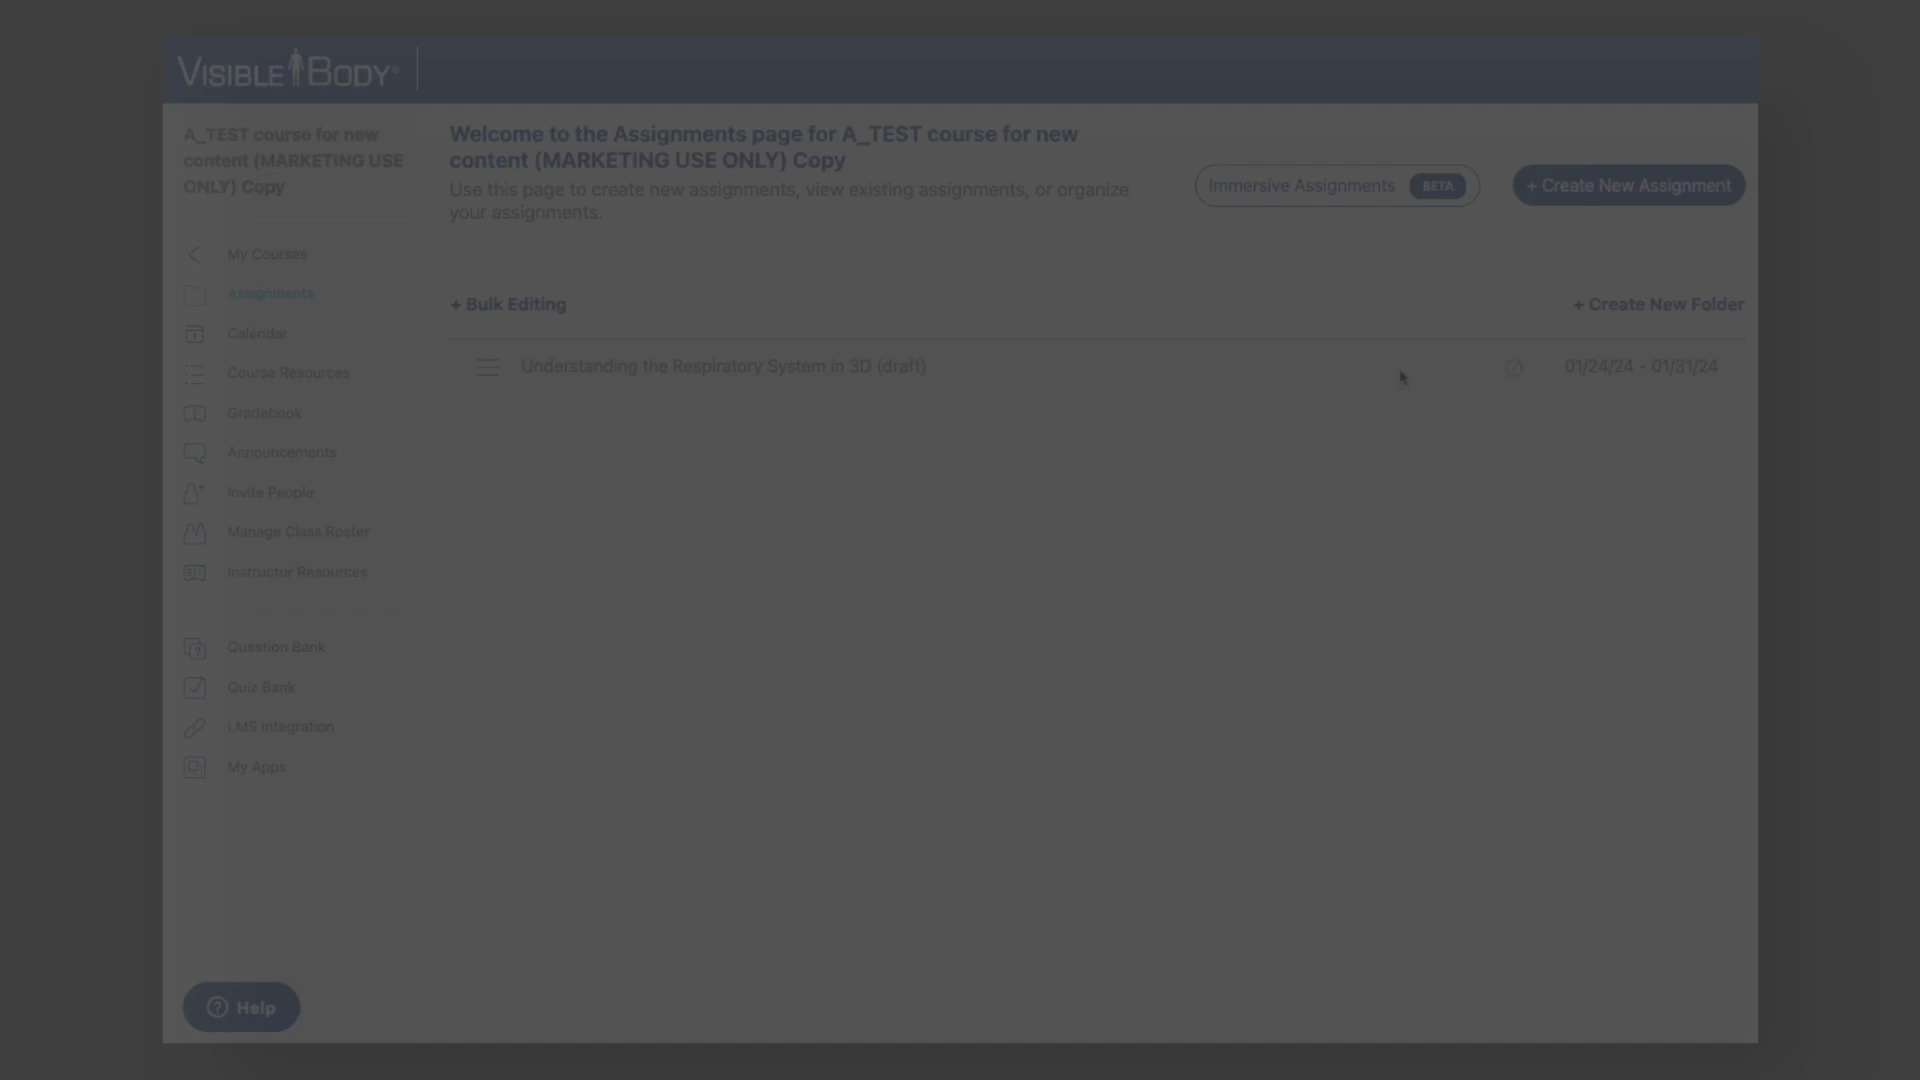 VISIBLE BODY®
A_TEST course for new
content (MARKETING USE
ONLY) Copy
My Courses
Assignments
Calendar
Course Resources
Gradebook
Announcements
Invite People
Manage Class Roster
Instructor Resources
Question Bank
Quiz Bank
LMS Integration
My Apps
? Help
Welcome to the Assignments page for A_TEST course for new
content (MARKETING USE ONLY) Copy
Use this page to create new assignments, view existing assignments, or organize
your assignments.
Immersive Assignments BETA
+ Create New Assignment
+ Bulk Editing
+ Create New Folder
Understanding the Respiratory System in 3D (draft)
01/24/24 - 01/31/24